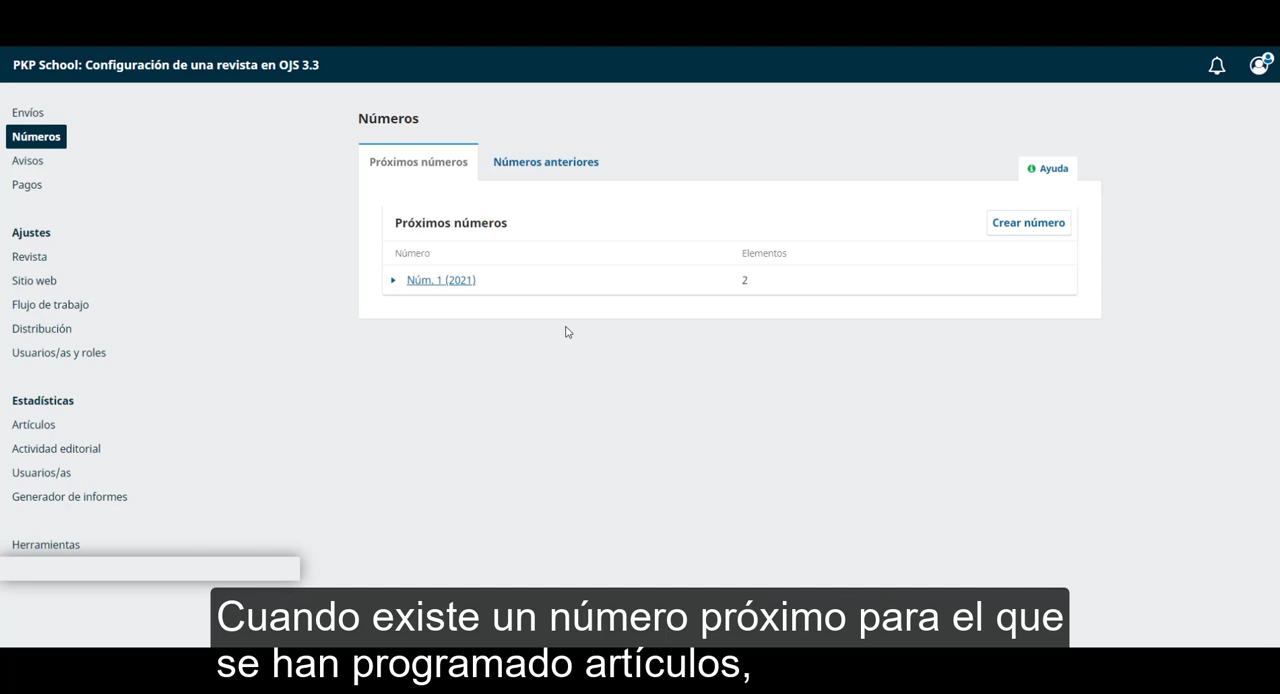 PKP School: Configuración de una revista en OJS 3.3
Envíos
Números
Avisos
Pagos
Ajustes
Revista
Sitio web
Flujo de trabajo
Distribución
Usuarios/as y roles
Estadísticas
Artículos
Actividad editorial
Usuarios/as
Generador de informes
Herramientas
Números
Próximos números
Números anteriores
Ayuda
Próximos números
Crear número
Número
Elementos
Núm. 1 (2021)
2
Cuando existe un número próximo para el que
se han programado artículos,